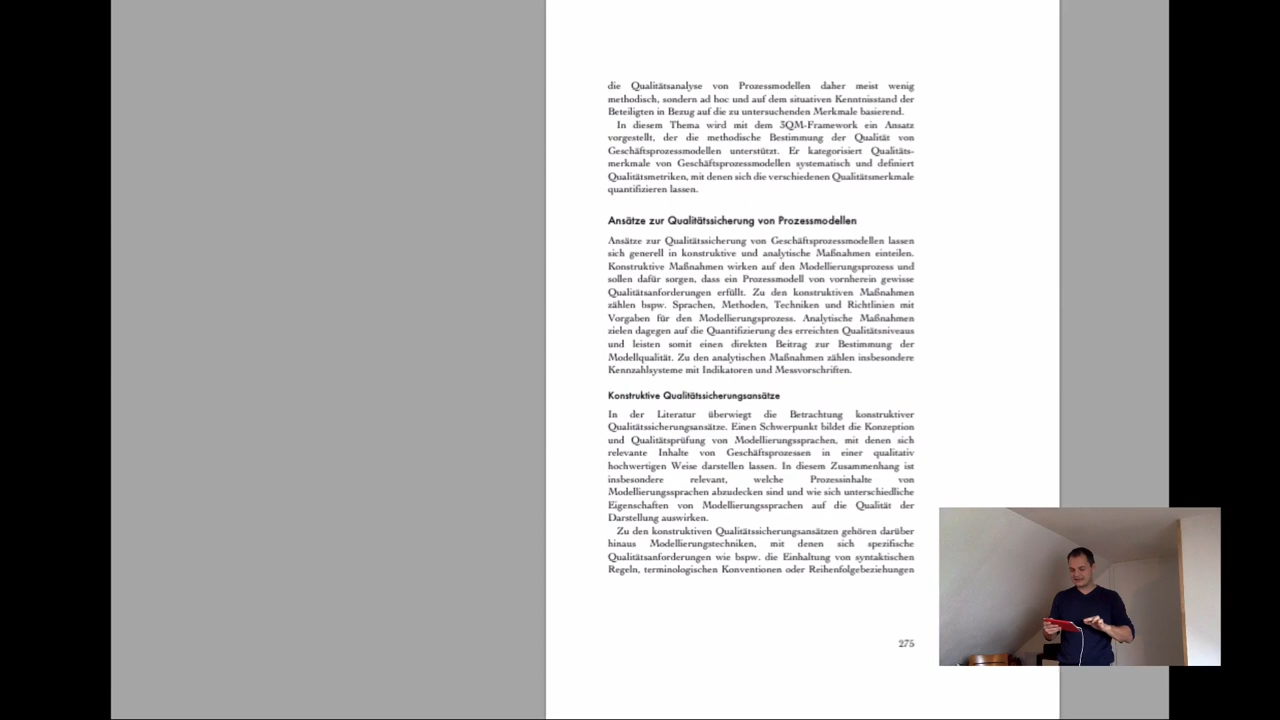 die Qualitätsanalyse von Prozessmodellen daher meist wenig
methodisch, sondern ad hoc und auf dem situativen Kenntnisstand der
Beteiligten in Bezug auf die zu untersuchenden Merkmale basierend.
In diesem Thema wird mit dem 3QM-Framework ein Ansatz
vorgestellt, der die methodische Bestimmung der Qualität von
Geschäftsprozessmodellen unterstützt. Er kategorisiert Qualitäts-
merkmale von Geschäftsprozessmodellen systematisch und definiert
Qualitätsmetriken, mit denen sich die verschiedenen Qualitätsmerkmale
quantifizieren lassen.
Ansätze zur Qualitätssicherung von Prozessmodellen
Ansätze zur Qualitätssicherung von Geschäftsprozessmodellen lassen
sich generell in konstruktive und analytische Maßnahmen einteilen.
Konstruktive Maßnahmen wirken auf den Modellierungsprozess und
sollen dafür sorgen, dass ein Prozessmodell von vornherein gewisse
Qualitätsanforderungen erfüllt. Zu den konstruktiven Maßnahmen
zählen bspw. Sprachen, Methoden, Techniken und Richtlinien mit
Vorgaben für den Modellierungsprozess. Analytische Maßnahmen
zielen dagegen auf die Quantifizierung des erreichten Qualitätsniveaus
und leisten somit einen direkten Beitrag zur Bestimmung der
Modellqualität. Zu den analytischen Maßnahmen zählen insbesondere
Kennzahlsysteme mit Indikatoren und Messvorschriften.
Konstruktive Qualitätssicherungsansätze
In der Literatur überwiegt die Betrachtung konstruktiver
Qualitätssicherungsansätze. Einen Schwerpunkt bildet die Konzeption
und Qualitätsprüfung von Modellierungssprachen, mit denen sich
relevante Inhalte von Geschäftsprozessen in einer qualitativ
hochwertigen Weise darstellen lassen. In diesem Zusammenhang ist
insbesondere relevant, welche Prozessinhalte von
Modellierungssprachen abzudecken sind und wie sich unterschiedliche
Eigenschaften von Modellierungssprachen auf die Qualität der
Darstellung auswirken.
Zu den konstruktiven Qualitätssicherungsansätzen gehören darüber
hinaus Modellierungstechniken, mit denen sich spezifische
Qualitätsanforderungen wie bspw. die Einhaltung von syntaktischen
Regeln, terminologischen Konventionen oder Reihenfolgebeziehungen
275